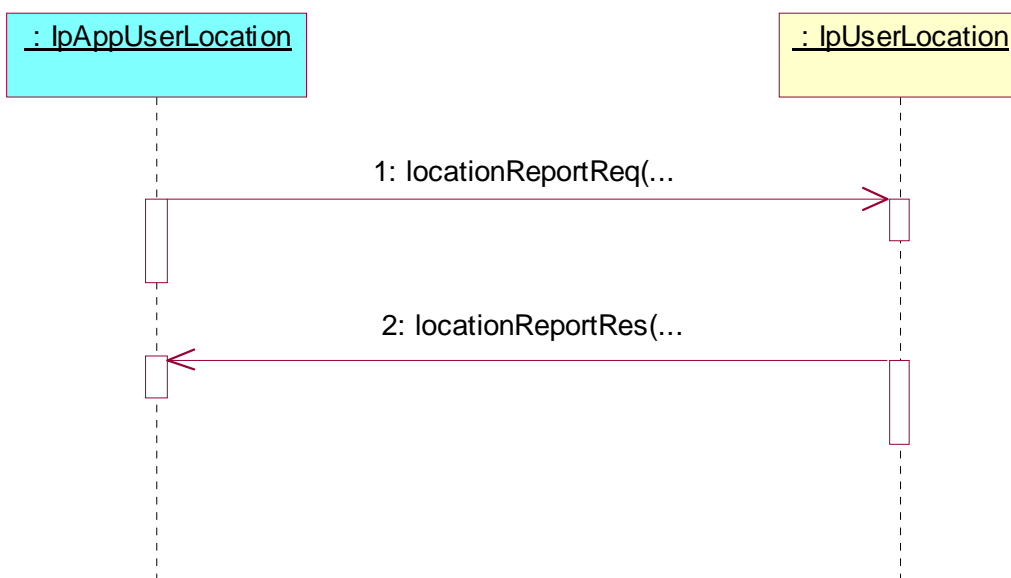 : IpAppUserLocation
: IpUserLocation
1: locationReportReq(...
2: locationReportRes(...